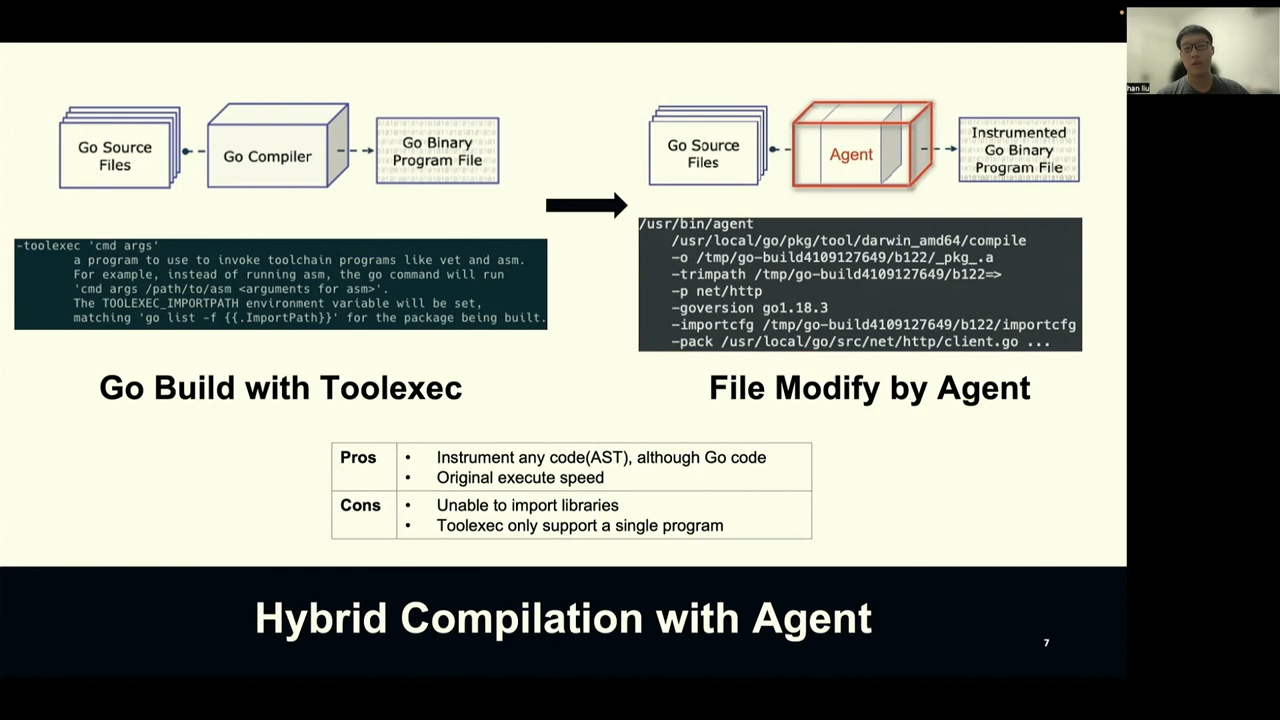 Go Source
Files
Go Compiler
Go Binary
Program File
Go Source
Files
Agent
Instrumented
Go Binary
Program File
-toolexec 'cmd args'
a program to use to invoke toolchain programs like vet and asm.
For example, instead of running asm, the go command will run
'cmd args /path/to/asm <arguments for asm>'.
The TOOLEXEC_IMPORTPATH environment variable will be set,
matching 'go list -f {{.ImportPath}}' for the package being built.
/usr/bin/agent
/usr/local/go/pkg/tool/darwin_amd64/compile
-o /tmp/go-build4109127649/b122/_pkg_.a
-trimpath /tmp/go-build4109127649/b122=>
-p net/http
-goversion go1.18.3
-importcfg /tmp/go-build4109127649/b122/importcfg
-pack /usr/local/go/src/net/http/client.go ...
Go Build with Toolexec
File Modify by Agent
Pros
• Instrument any code(AST), although Go code
• Original execute speed
Cons
• Unable to import libraries
• Toolexec only support a single program
Hybrid Compilation with Agent
7
han liu